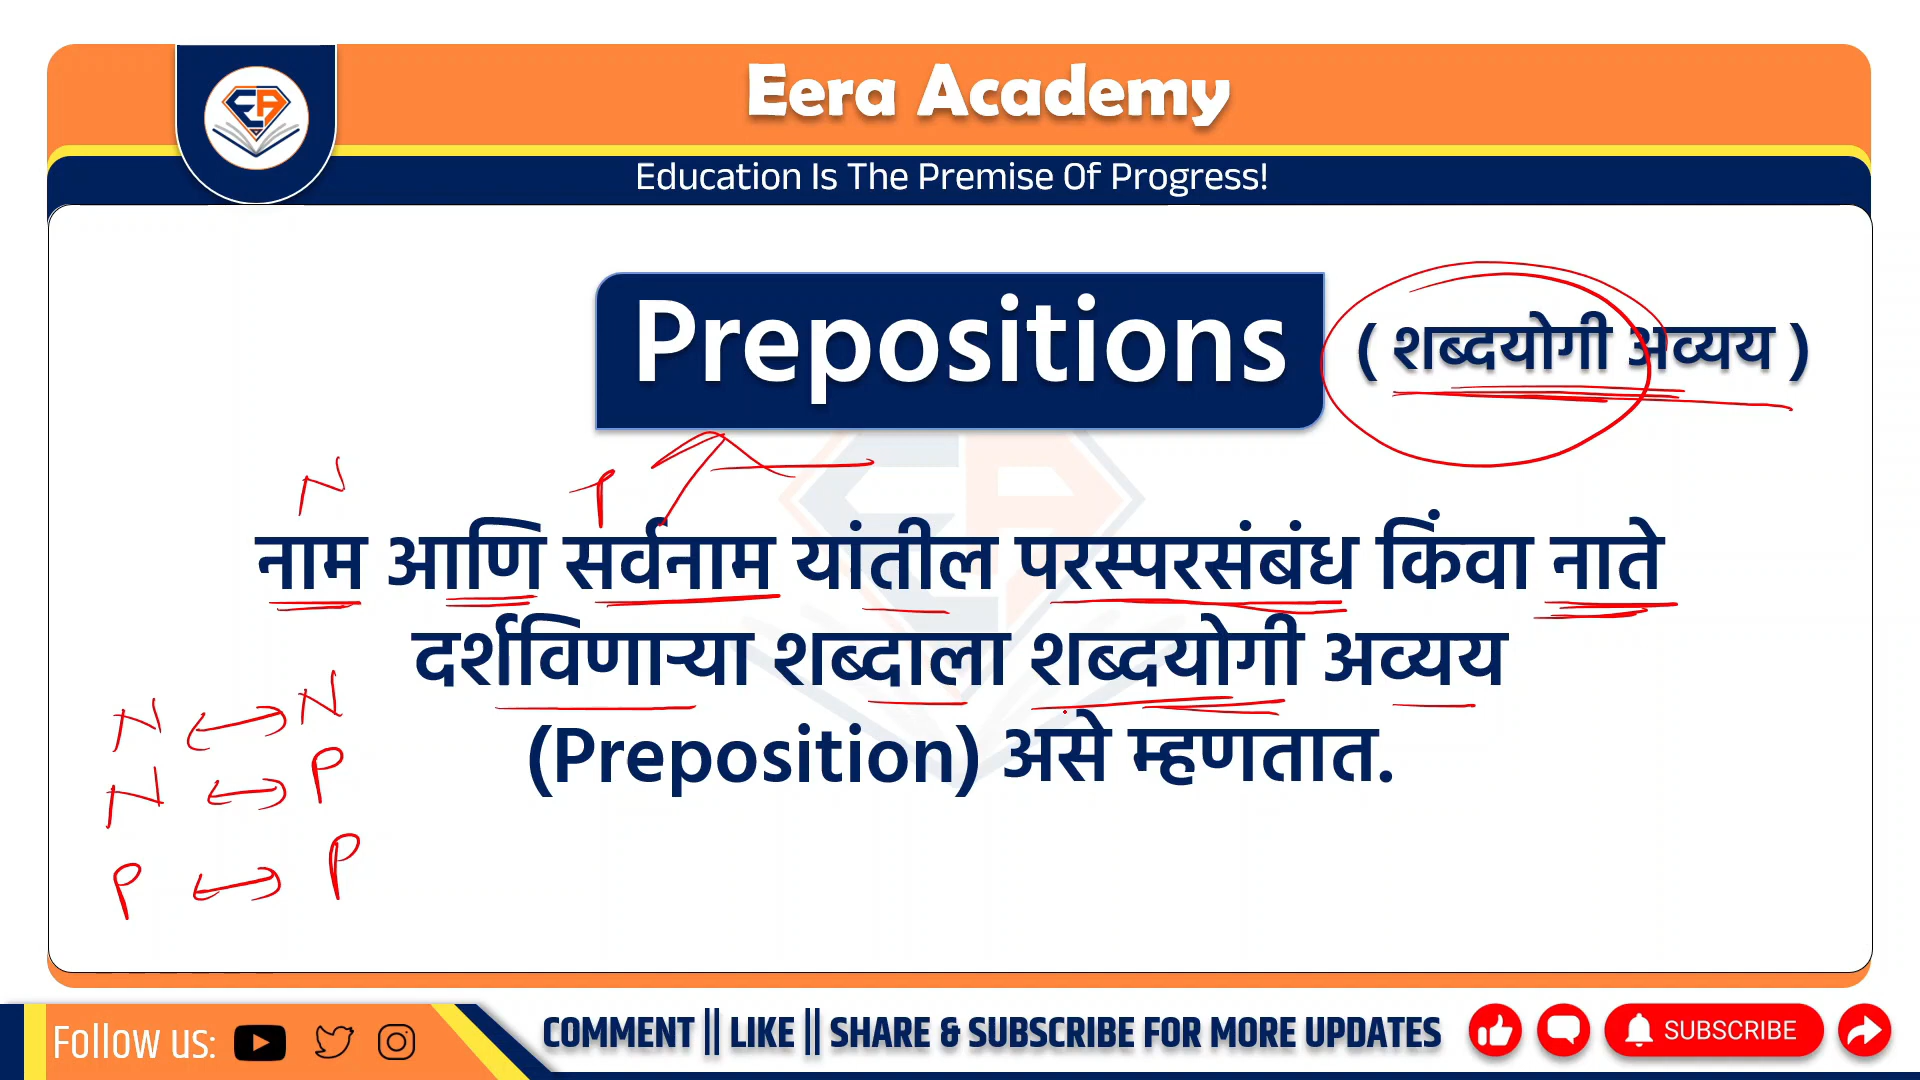 Eera Academy
EA
Education Is The Premise Of Progress!
Prepositions
( शब्दयोगी अव्यय )
N P
नाम आणि सर्वनाम यांतील परस्परसंबंध किंवा नाते
दर्शविणाऱ्या शब्दाला शब्दयोगी अव्यय
(Preposition) असे म्हणतात.
N ↔ N
N ↔ P
P ↔ P
Follow us:
COMMENT || LIKE || SHARE & SUBSCRIBE FOR MORE UPDATES
SUBSCRIBE